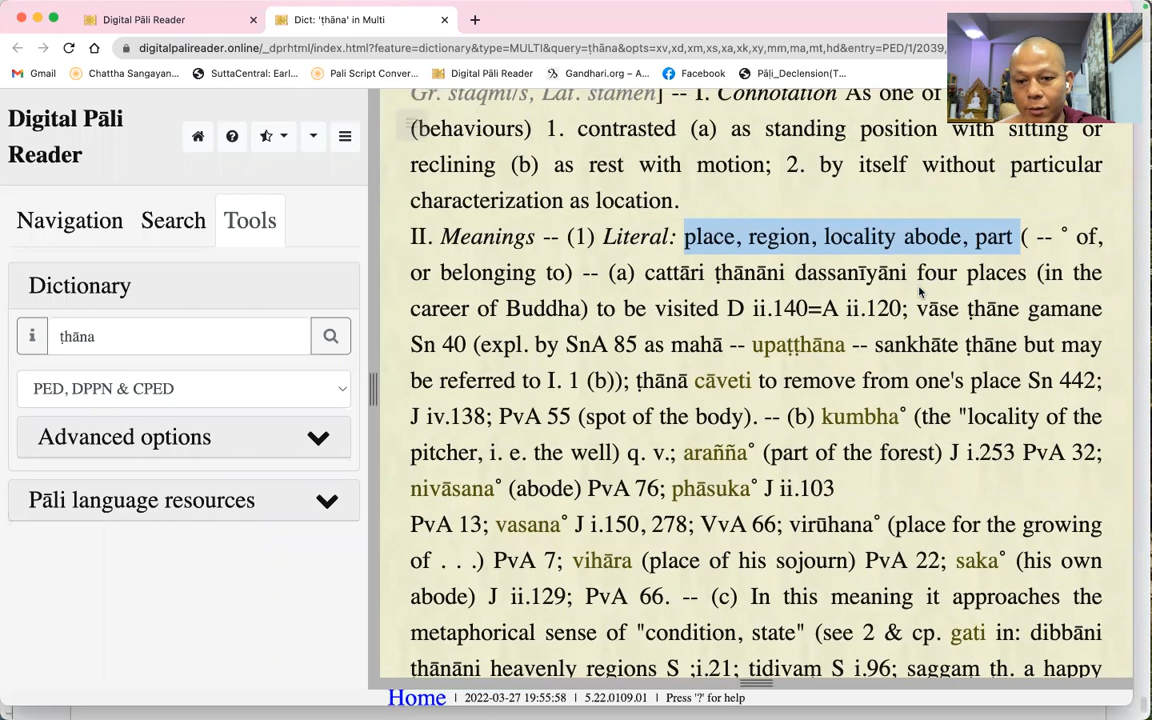 Digital Pāli Reader
Dict: 'ṭhāna' in Multi
digitalpalireader.online/_dprhtml/index.html?feature=dictionary&type=MULTI&query=ṭhāna&opts=xv,xd,xm,xs,xa,xk,xy,mm,ma,mt,hd&entry=PED/1/2039,
Gmail Chattha Sangayan... SuttaCentral: Earl... Pali Script Conver... Digital Pāli Reader Gandhari.org – A... Facebook Pāḷi_Declension(T...
Digital Pāli
Reader
Navigation Search Tools
Dictionary
ṭhāna
PED, DPPN & CPED
Advanced options
Pāli language resources
Gr. staqmi/s, Lat. stamen] -- I. Connotation As one of
(behaviours) 1. contrasted (a) as standing position with sitting or
reclining (b) as rest with motion; 2. by itself without particular
characterization as location.
II. Meanings -- (1) Literal: place, region, locality abode, part ( -- ˚ of,
or belonging to) -- (a) cattāri ṭhānāni dassanīyāni four places (in the
career of Buddha) to be visited D ii.140=A ii.120; vāse ṭhāne gamane
Sn 40 (expl. by SnA 85 as mahā -- upaṭṭhāna -- sankhāte ṭhāne but may
be referred to I. 1 (b)); ṭhānā cāveti to remove from one's place Sn 442;
J iv.138; PvA 55 (spot of the body). -- (b) kumbha˚ (the "locality of the
pitcher, i. e. the well) q. v.; arañña˚ (part of the forest) J i.253 PvA 32;
nivāsana˚ (abode) PvA 76; phāsuka˚ J ii.103
PvA 13; vasana˚ J i.150, 278; VvA 66; virūhana˚ (place for the growing
of . . .) PvA 7; vihāra (place of his sojourn) PvA 22; saka˚ (his own
abode) J ii.129; PvA 66. -- (c) In this meaning it approaches the
metaphorical sense of "condition, state" (see 2 & cp. gati in: dibbāni
ṭhānāni heavenly regions S ;i.21; tidivaṃ S i.96; saggaṃ ṭh. a happy
Home | 2022-03-27 19:55:58 | 5.22.0109.01 | Press '?' for help